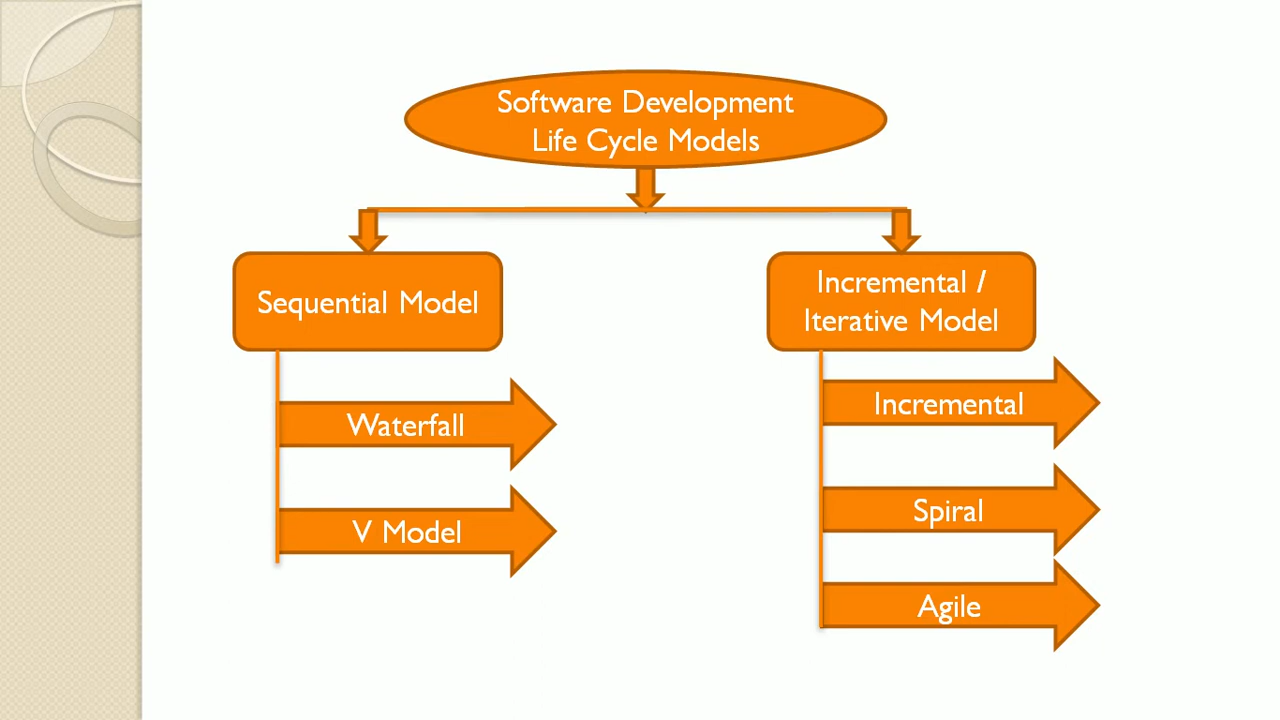 Software Development
Life Cycle Models
Sequential Model
Waterfall
V Model
Incremental /
Iterative Model
Incremental
Spiral
Agile